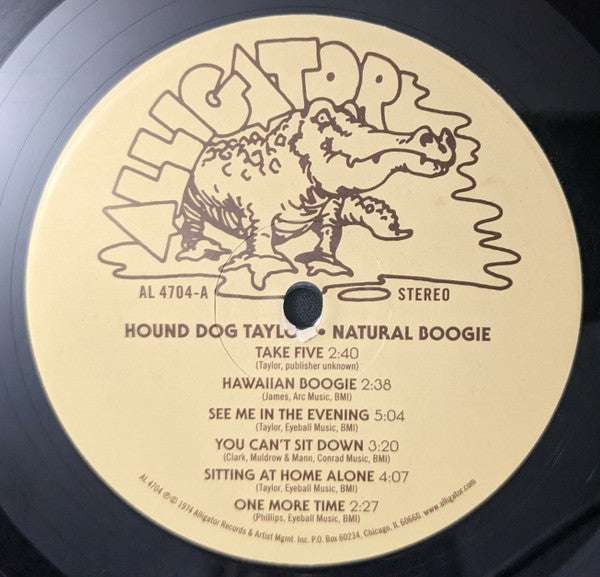 ALLIGATOR
AL 4704-A STEREO
HOUND DOG TAYLOR • NATURAL BOOGIE
TAKE FIVE 2:40
(Taylor, publisher unknown)
HAWAIIAN BOOGIE 2:38
(James, Arc Music, BMI)
SEE ME IN THE EVENING 5:04
(Taylor, Eyeball Music, BMI)
YOU CAN'T SIT DOWN 3:20
(Clark, Muldrow & Mann, Conrad Music, BMI)
SITTING AT HOME ALONE 4:07
(Taylor, Eyeball Music, BMI)
ONE MORE TIME 2:27
(Phillips, Eyeball Music, BMI)
AL 4704 ℗ © 1974 Alligator Records & Artist Mgmt. Inc. P.O. Box 60234, Chicago, IL 60660. www.alligator.com